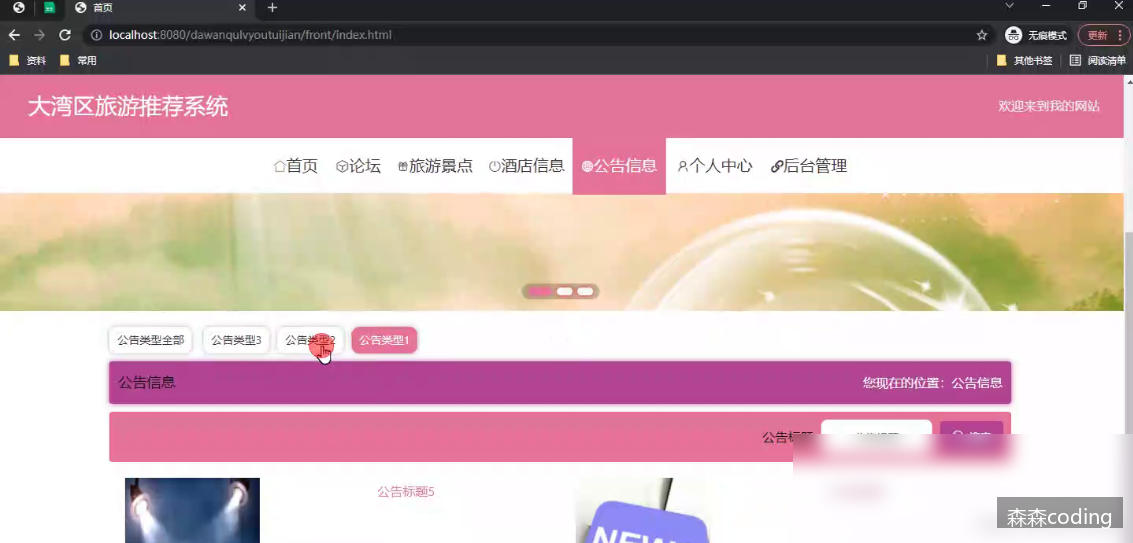 首页
localhost:8080/dawanqulvyoutuijian/front/index.html
无痕模式
更新
资料
常用
其他书签
阅读清单
大湾区旅游推荐系统
欢迎来到我的网站
首页
论坛
旅游景点
酒店信息
公告信息
个人中心
后台管理
公告类型全部
公告类型3
公告类型2
公告类型1
公告信息
您现在的位置：公告信息
公告标题
公告标题5
NEW
森森coding